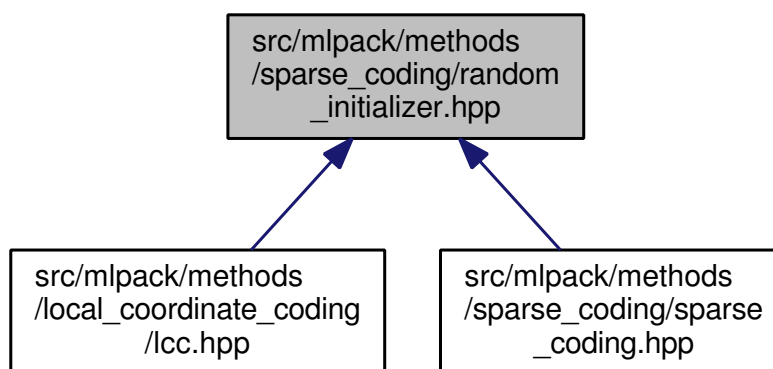 src/mlpack/methods
/sparse_coding/random
_initializer.hpp
src/mlpack/methods
/local_coordinate_coding
/lcc.hpp
src/mlpack/methods
/sparse_coding/sparse
_coding.hpp